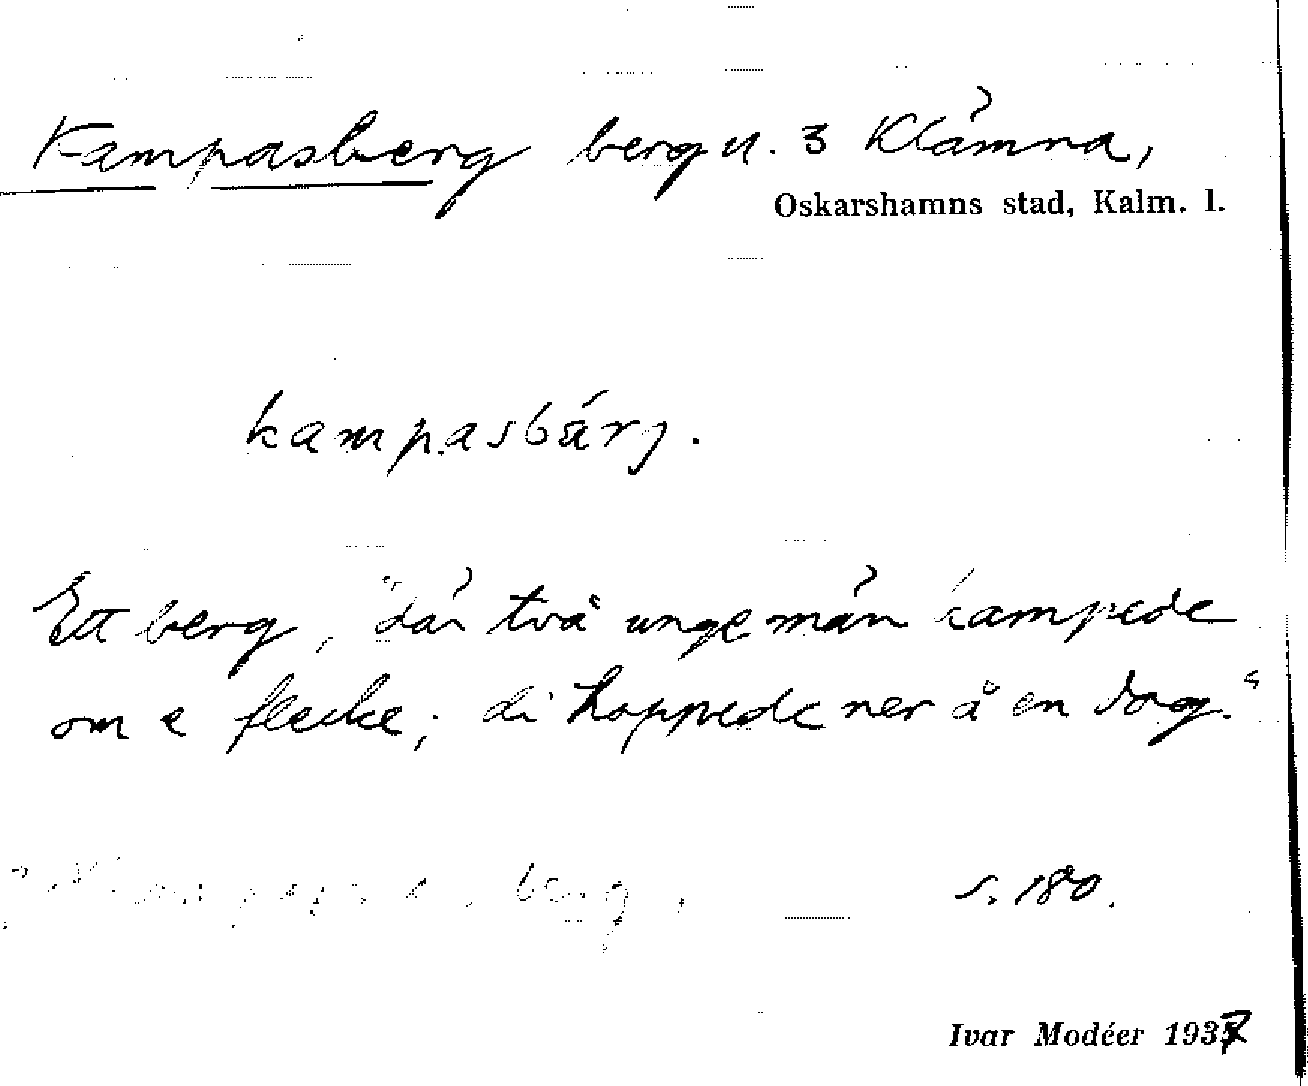 Kampasberg berg u. 3 Klämna,
Oskarshamns stad, Kalm. l.
kampasbärj.
Ett berg, "där två unge män kampede
om e flecke; di hoppede ner å en dog."
berg, s. 180.
Ivar Modéer 1937